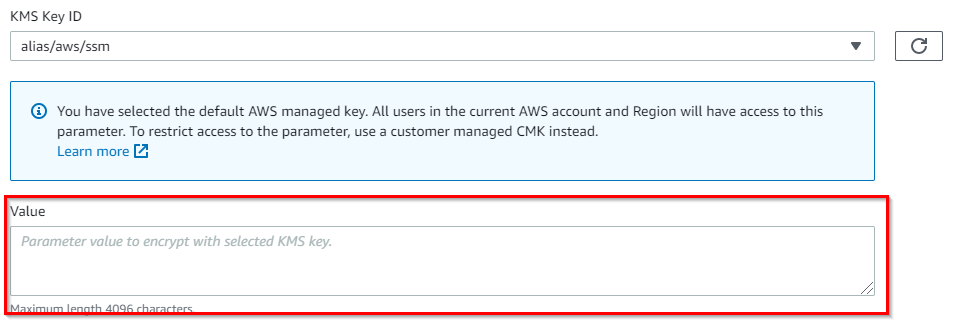 KMS Key ID
alias/aws/ssm
You have selected the default AWS managed key. All users in the current AWS account and Region will have access to this
parameter. To restrict access to the parameter, use a customer managed CMK instead.
Learn more
Value
Parameter value to encrypt with selected KMS key.
Maximum length 4096 characters